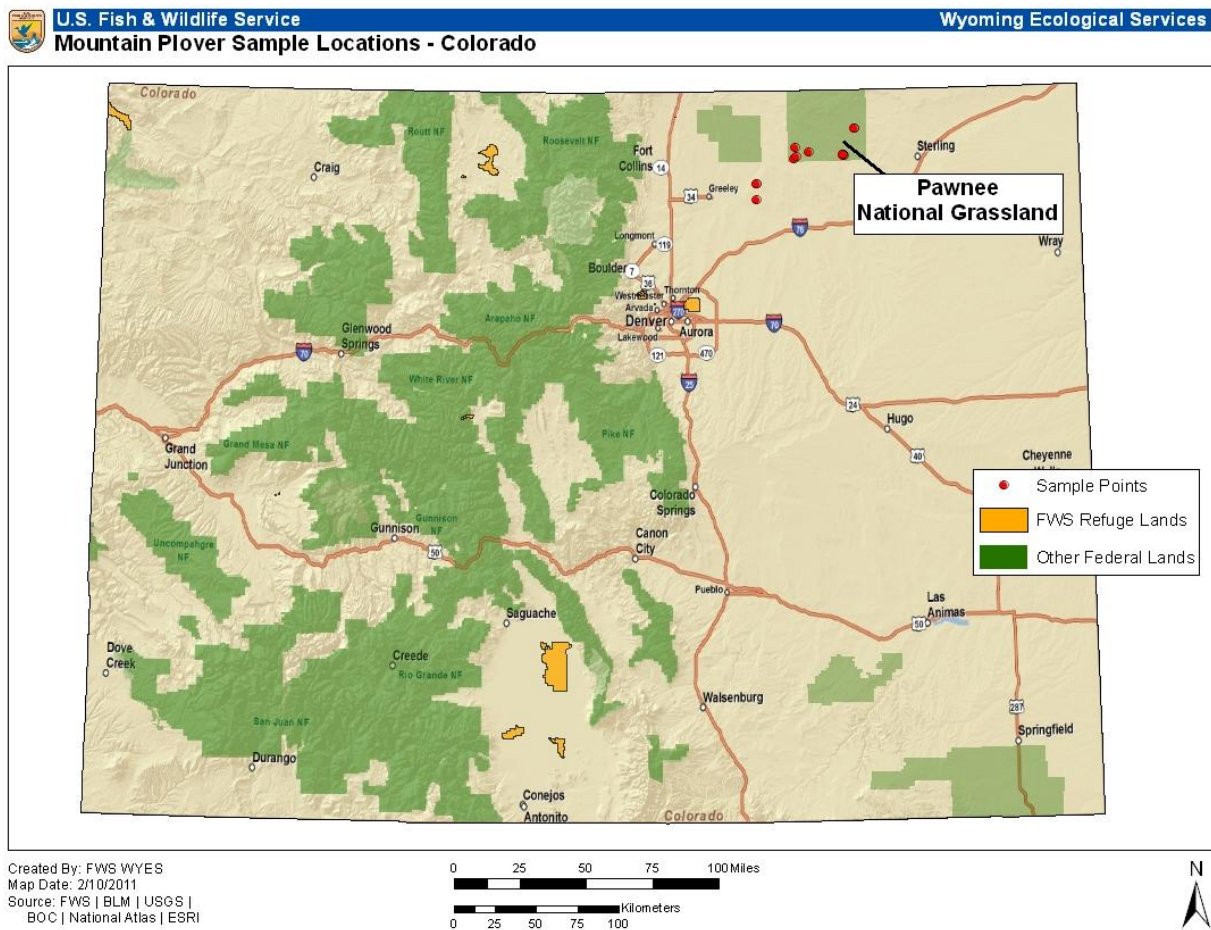 U.S. Fish & Wildlife Service
Wyoming Ecological Services
Mountain Plover Sample Locations - Colorado
Colorado
Routt NF
Roosevelt NF
Fort
Collins
14
Sterling
Craig
34
Greeley
Pawnee
National Grassland
76
Wray
Longmont
119
Boulder
7
36
Westminster
Thornton
Arvada
270
Denver
Aurora
Lakewood
70
121
470
Arapaho NF
Glenwood
Springs
70
White River NF
25
24
Hugo
40
Pike NF
Grand Mesa NF
Grand
Junction
Cheyenne
Colorado
Springs
Sample Points
FWS Refuge Lands
Other Federal Lands
Gunnison
Gunnison
NF
50
Canon
City
Uncompahgre
NF
Pueblo
Las
Animas
50
Saguache
Dove
Creek
Creede
Rio Grande NF
Walsenburg
287
San Juan NF
Springfield
Durango
Conejos
Antonito
Colorado
Created By: FWS WYES
Map Date: 2/10/2011
Source: FWS | BLM | USGS |
BOC | National Atlas | ESRI
0 25 50 75 100 Miles
Kilometers
0 25 50 75 100
N